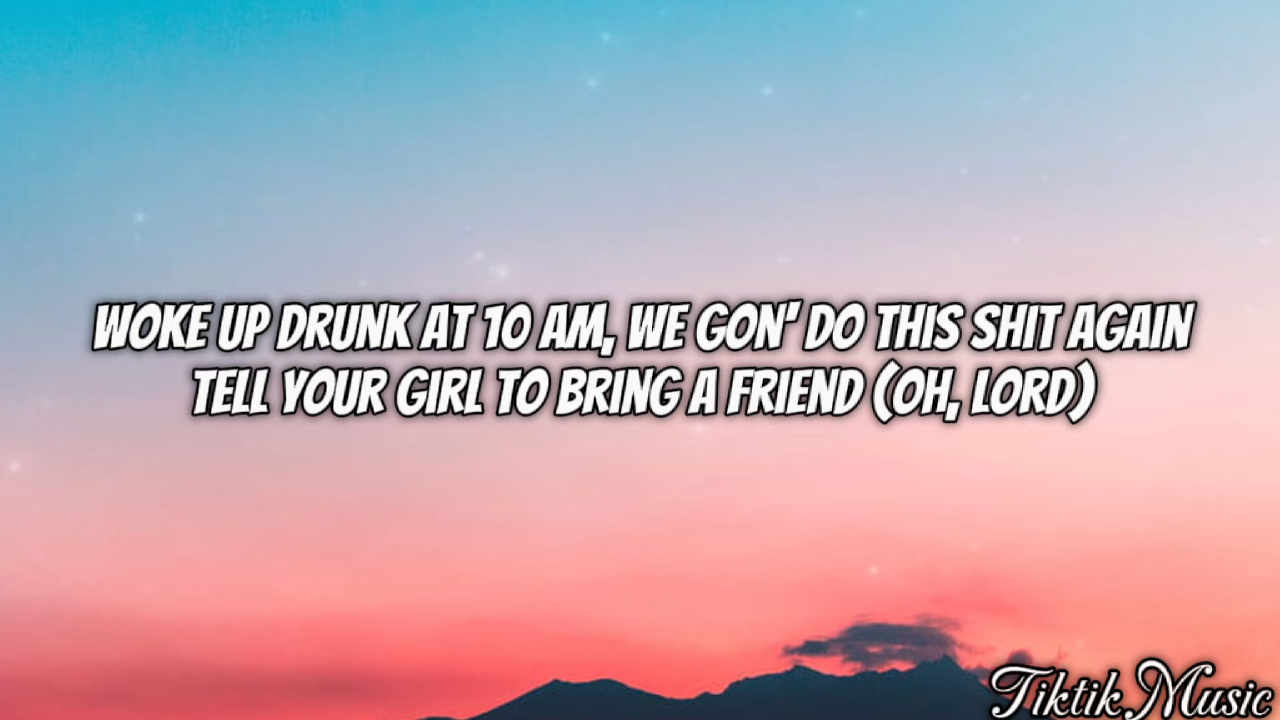 WOKE UP DRUNK AT 10 AM, WE GON' DO THIS SHIT AGAIN
TELL YOUR GIRL TO BRING A FRIEND (OH, LORD)
Tiktik Music